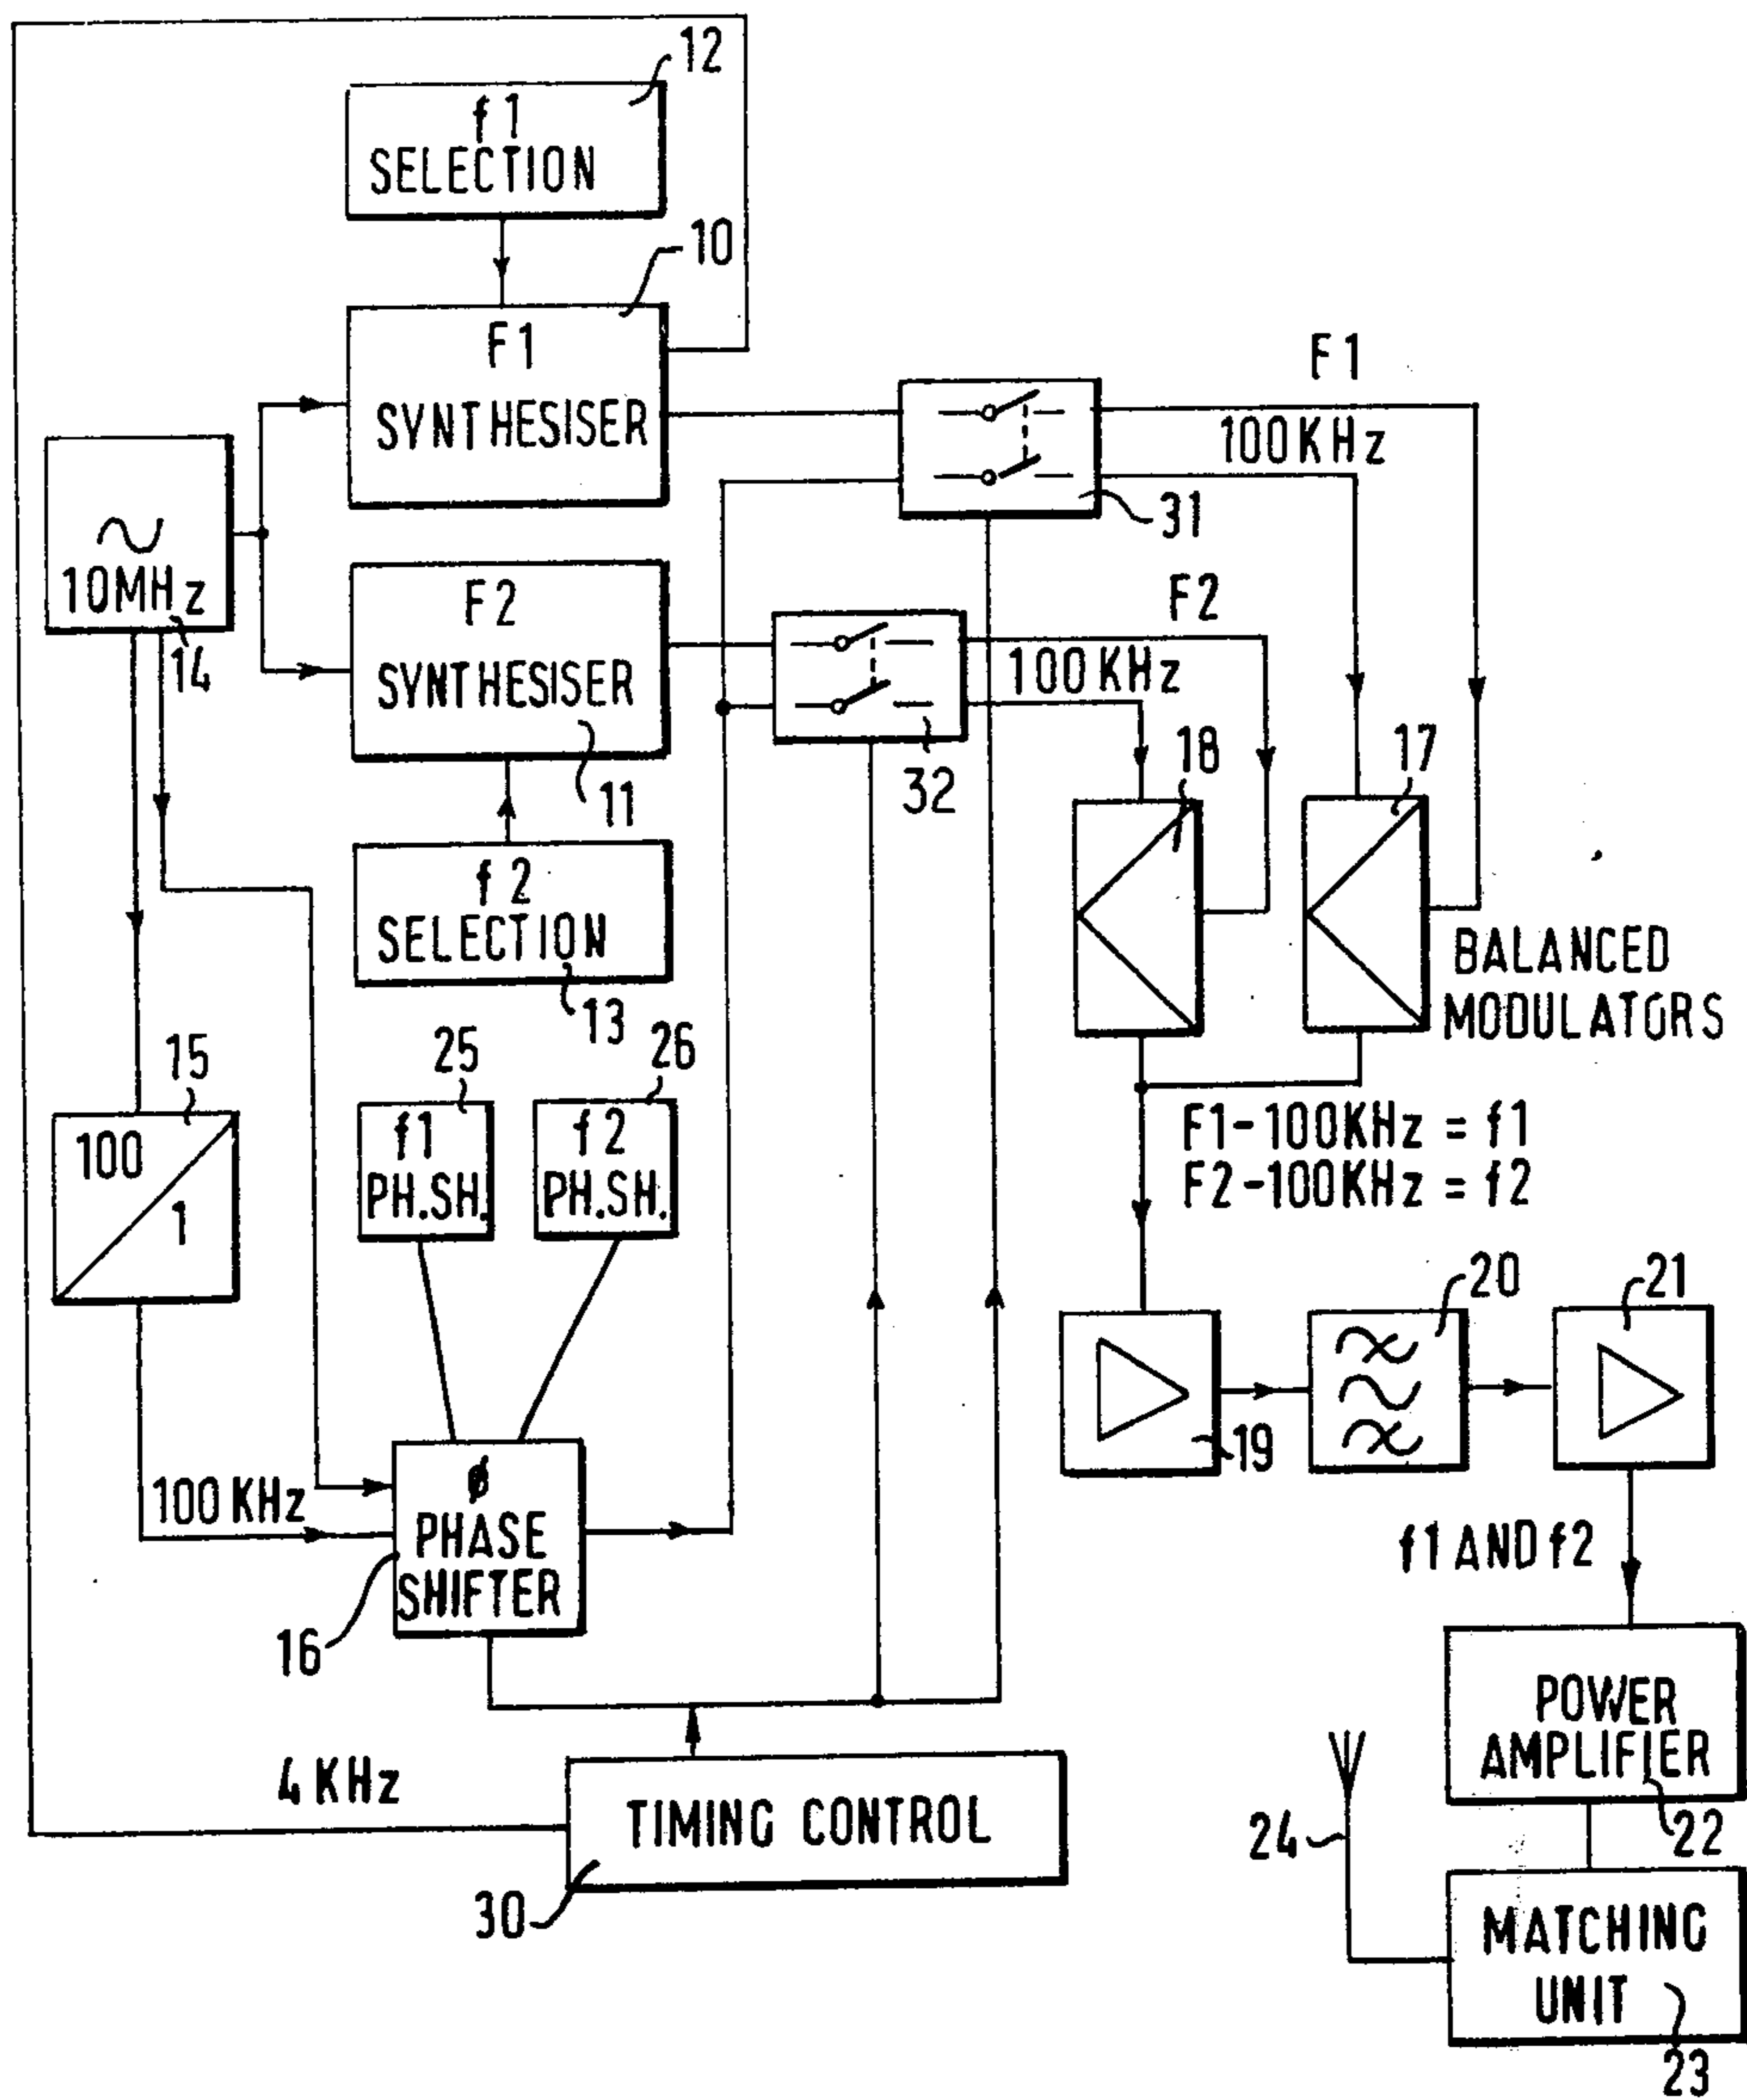 12
f1
SELECTION
10
F1
SYNTHESISER
F1
100KHz
31
10MHz
14
F2
SYNTHESISER
11
F2
100KHz
32
18
17
f2
SELECTION
13
BALANCED
MODULATORS
15
100
1
25
f1
PH.SH.
26
f2
PH.SH.
F1-100KHz = f1
F2-100KHz = f2
19
20
21
100KHz
ø
PHASE
SHIFTER
16
f1 AND f2
POWER
AMPLIFIER
22
4KHz
TIMING CONTROL
30
24
MATCHING
UNIT
23